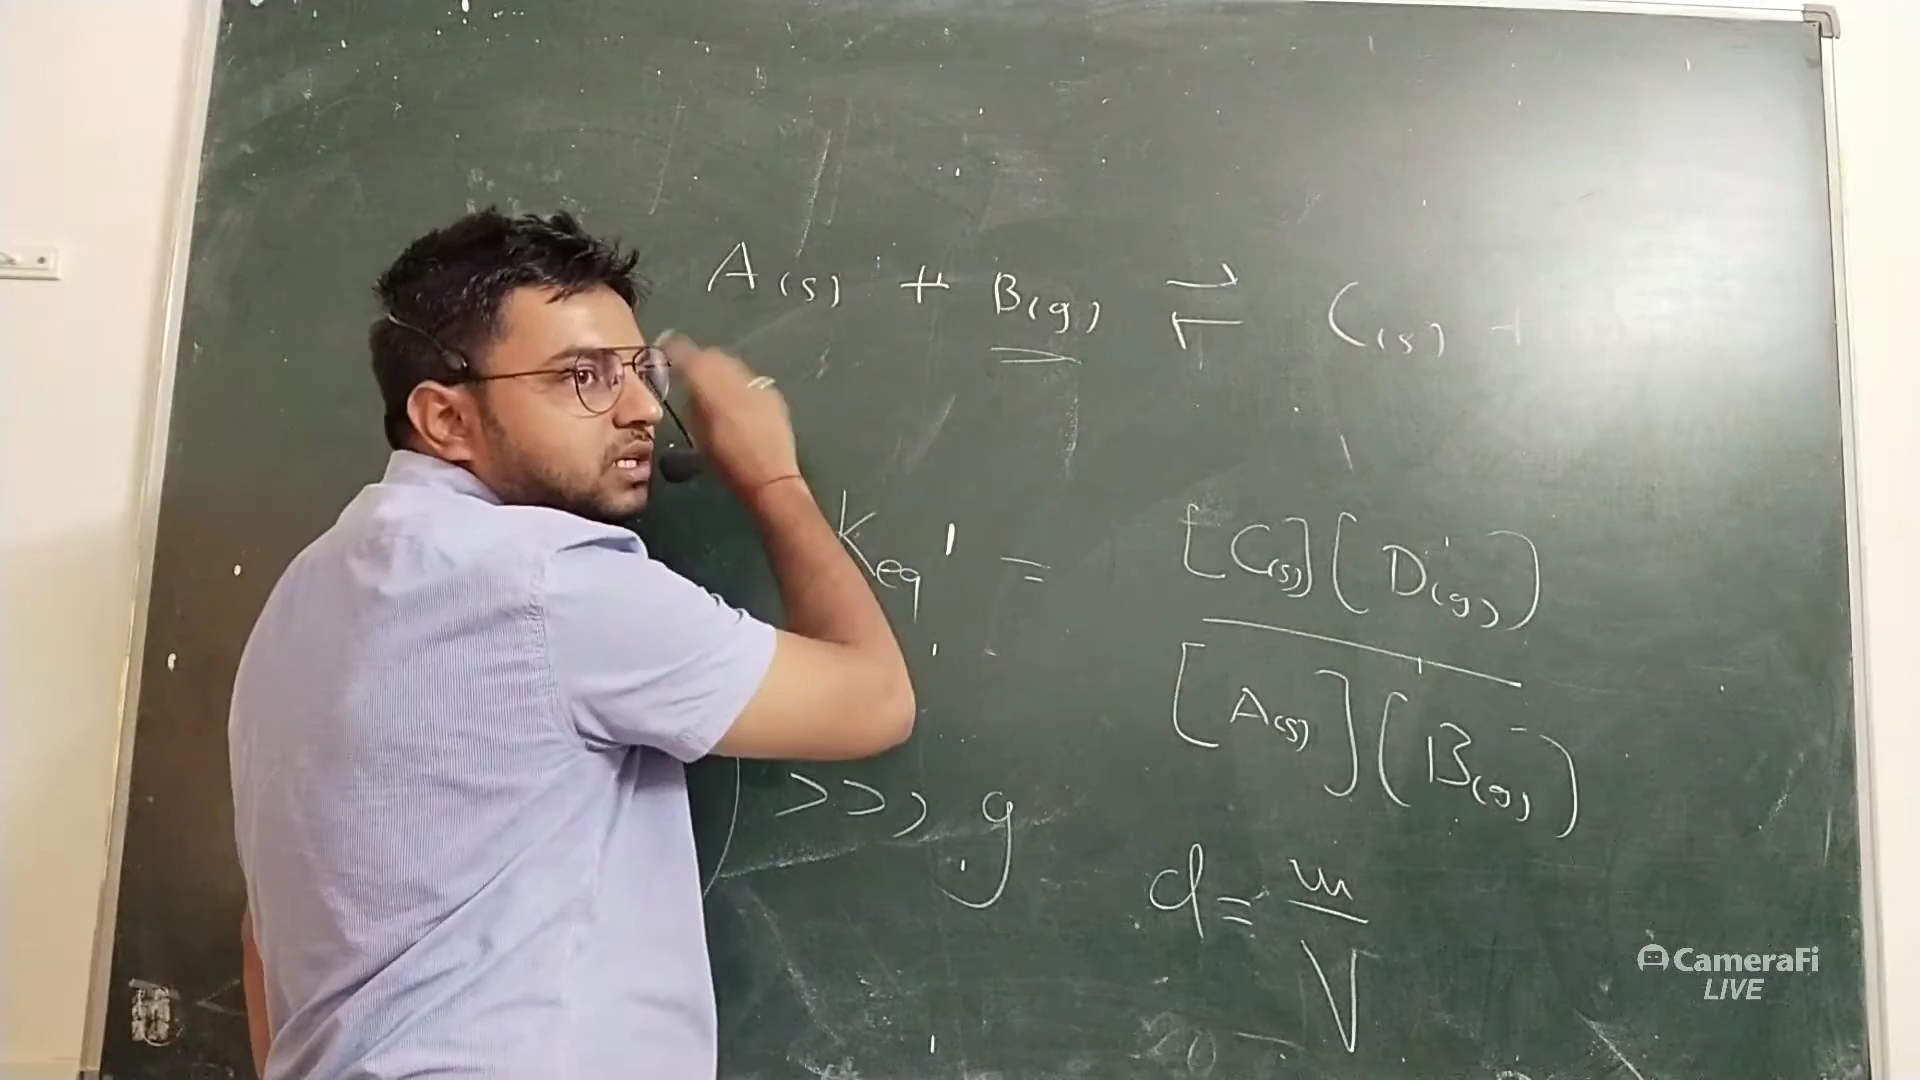 A(s) + B(g) ⇌ C(s) +
Keq' = [C(s)] [D(g)] / [A(s)] [B(g)]
>>> g
d = m / V
CameraFi
LIVE